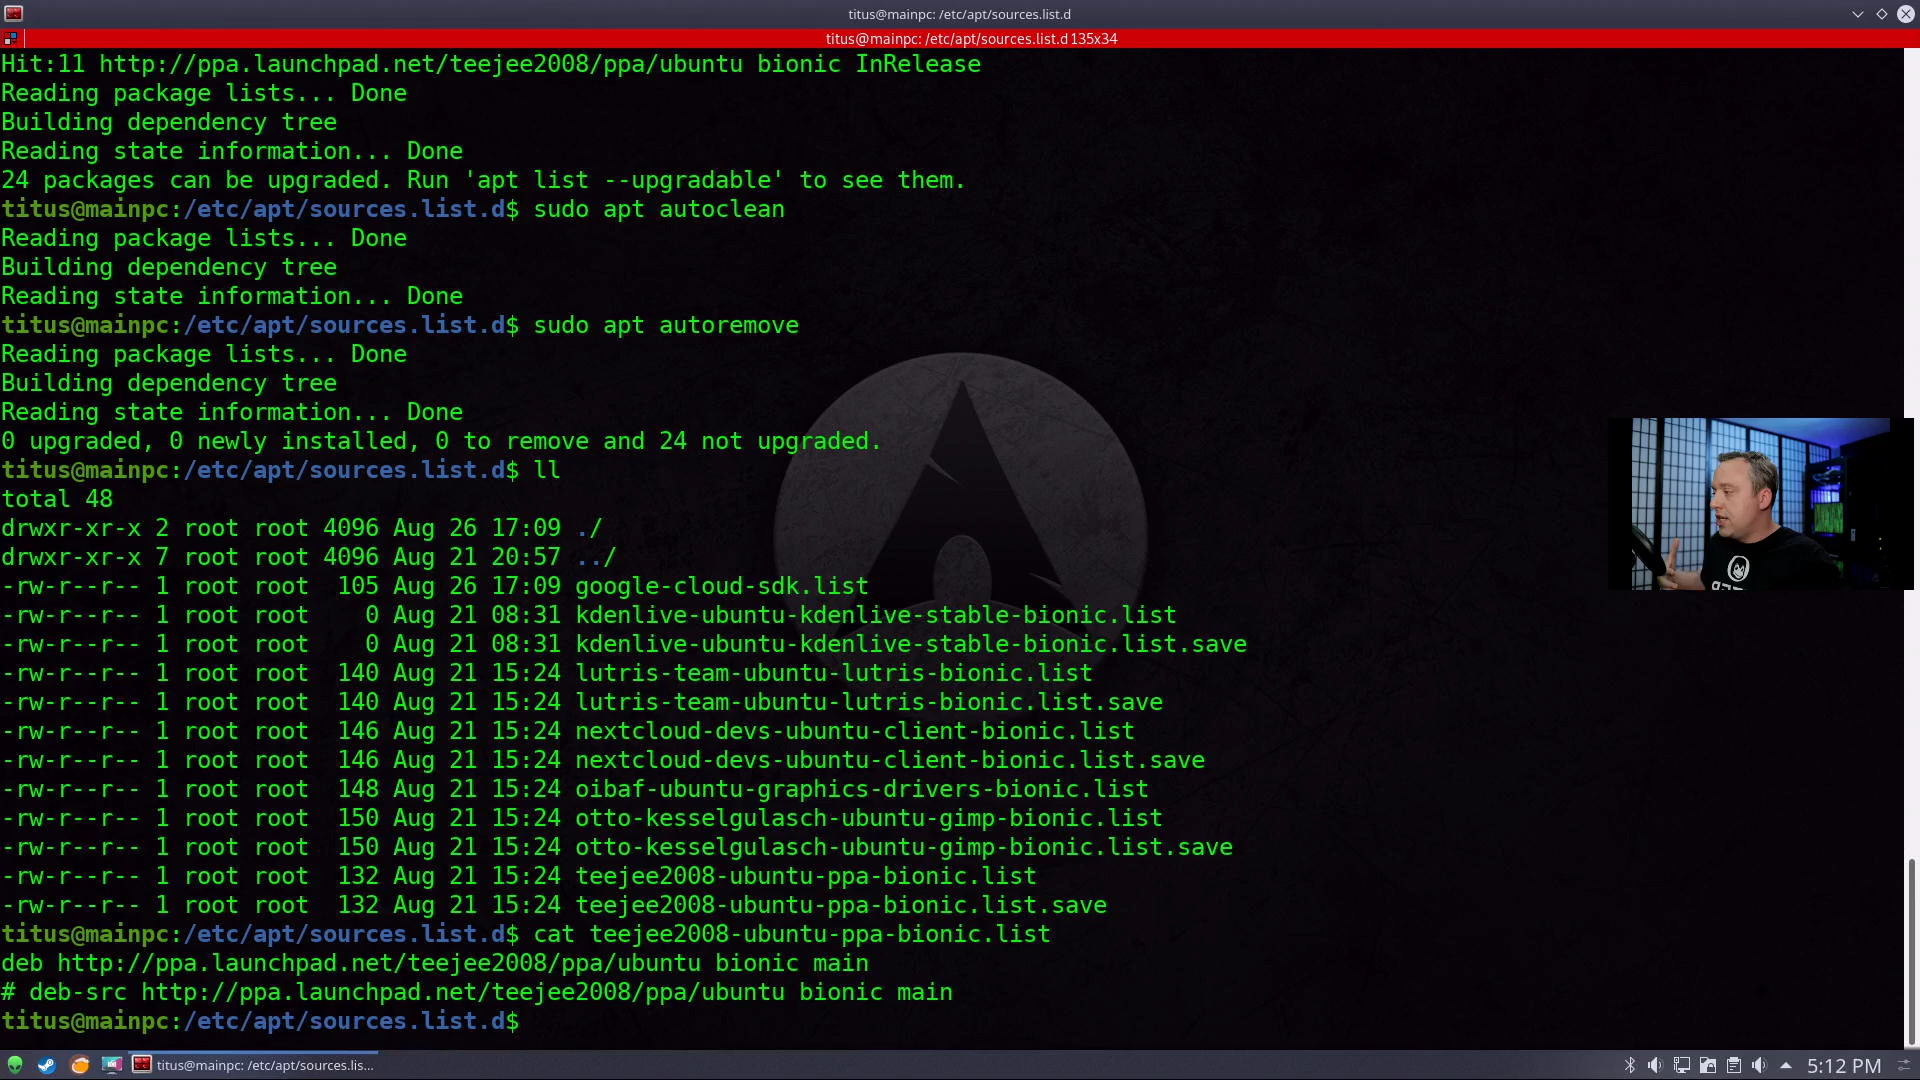 titus@mainpc: /etc/apt/sources.list.d
titus@mainpc: /etc/apt/sources.list.d 135x34
Hit:11 http://ppa.launchpad.net/teejee2008/ppa/ubuntu bionic InRelease
Reading package lists... Done
Building dependency tree
Reading state information... Done
24 packages can be upgraded. Run 'apt list --upgradable' to see them.
titus@mainpc:/etc/apt/sources.list.d$ sudo apt autoclean
Reading package lists... Done
Building dependency tree
Reading state information... Done
titus@mainpc:/etc/apt/sources.list.d$ sudo apt autoremove
Reading package lists... Done
Building dependency tree
Reading state information... Done
0 upgraded, 0 newly installed, 0 to remove and 24 not upgraded.
titus@mainpc:/etc/apt/sources.list.d$ ll
total 48
drwxr-xr-x 2 root root 4096 Aug 26 17:09 ./
drwxr-xr-x 7 root root 4096 Aug 21 20:57 ../
-rw-r--r-- 1 root root  105 Aug 26 17:09 google-cloud-sdk.list
-rw-r--r-- 1 root root    0 Aug 21 08:31 kdenlive-ubuntu-kdenlive-stable-bionic.list
-rw-r--r-- 1 root root    0 Aug 21 08:31 kdenlive-ubuntu-kdenlive-stable-bionic.list.save
-rw-r--r-- 1 root root  140 Aug 21 15:24 lutris-team-ubuntu-lutris-bionic.list
-rw-r--r-- 1 root root  140 Aug 21 15:24 lutris-team-ubuntu-lutris-bionic.list.save
-rw-r--r-- 1 root root  146 Aug 21 15:24 nextcloud-devs-ubuntu-client-bionic.list
-rw-r--r-- 1 root root  146 Aug 21 15:24 nextcloud-devs-ubuntu-client-bionic.list.save
-rw-r--r-- 1 root root  148 Aug 21 15:24 oibaf-ubuntu-graphics-drivers-bionic.list
-rw-r--r-- 1 root root  150 Aug 21 15:24 otto-kesselgulasch-ubuntu-gimp-bionic.list
-rw-r--r-- 1 root root  150 Aug 21 15:24 otto-kesselgulasch-ubuntu-gimp-bionic.list.save
-rw-r--r-- 1 root root  132 Aug 21 15:24 teejee2008-ubuntu-ppa-bionic.list
-rw-r--r-- 1 root root  132 Aug 21 15:24 teejee2008-ubuntu-ppa-bionic.list.save
titus@mainpc:/etc/apt/sources.list.d$ cat teejee2008-ubuntu-ppa-bionic.list
deb http://ppa.launchpad.net/teejee2008/ppa/ubuntu bionic main
# deb-src http://ppa.launchpad.net/teejee2008/ppa/ubuntu bionic main
titus@mainpc:/etc/apt/sources.list.d$
titus@mainpc: /etc/apt/sources.lis...
5:12 PM